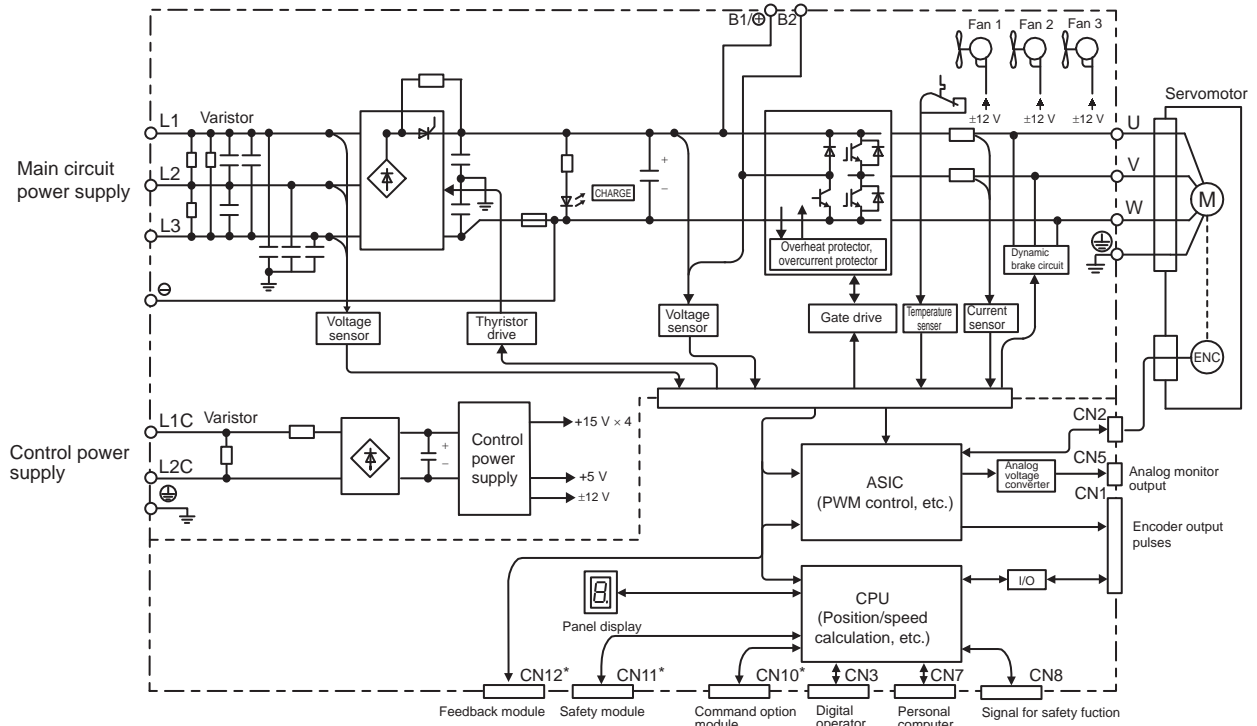 B1/⊕ B2
Fan 1 Fan 2 Fan 3
±12 V ±12 V ±12 V
Servomotor
Main circuit
power supply
L1
Varistor
L2
L3
⊖
+
–
CHARGE
Overheat protector,
overcurrent protector
U
V
W
M
Dynamic
brake circuit
Voltage
sensor
Thyristor
drive
Voltage
sensor
Gate drive
Temperature
senser
Current
sensor
ENC
Control power
supply
L1C
Varistor
L2C
+
–
Control
power
supply
+15 V × 4
+5 V
±12 V
ASIC
(PWM control, etc.)
Analog
voltage
converter
CN2
CN5
Analog monitor
output
CN1
Encoder output
pulses
CPU
(Position/speed
calculation, etc.)
I/O
8.
Panel display
CN12* CN11* CN10* CN3 CN7 CN8
Feedback module
Safety module
Command option
module
Digital
operator
Personal
computer
Signal for safety fuction